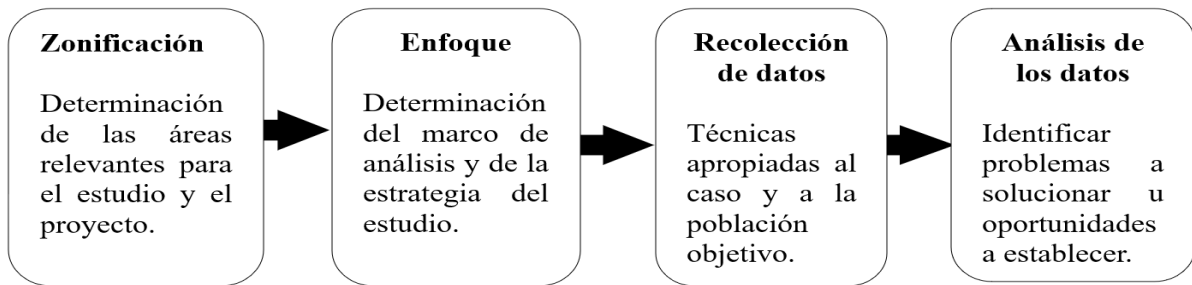 Zonificación
Determinación
de las áreas
relevantes para
el estudio y el
proyecto.
Enfoque
Determinación
del marco de
análisis y de la
estrategia del
estudio.
Recolección
de datos
Técnicas
apropiadas al
caso y a la
población
objetivo.
Análisis de
los datos
Identificar
problemas a
solucionar u
oportunidades
a establecer.